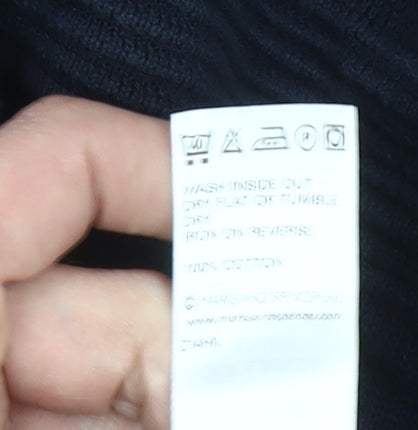 40
WASH INSIDE OUT
DRY FLAT OR TUMBLE
DRY
IRON ON REVERSE
100% COTTON
© MARKS AND SPENCER
www.marksandspencer.com